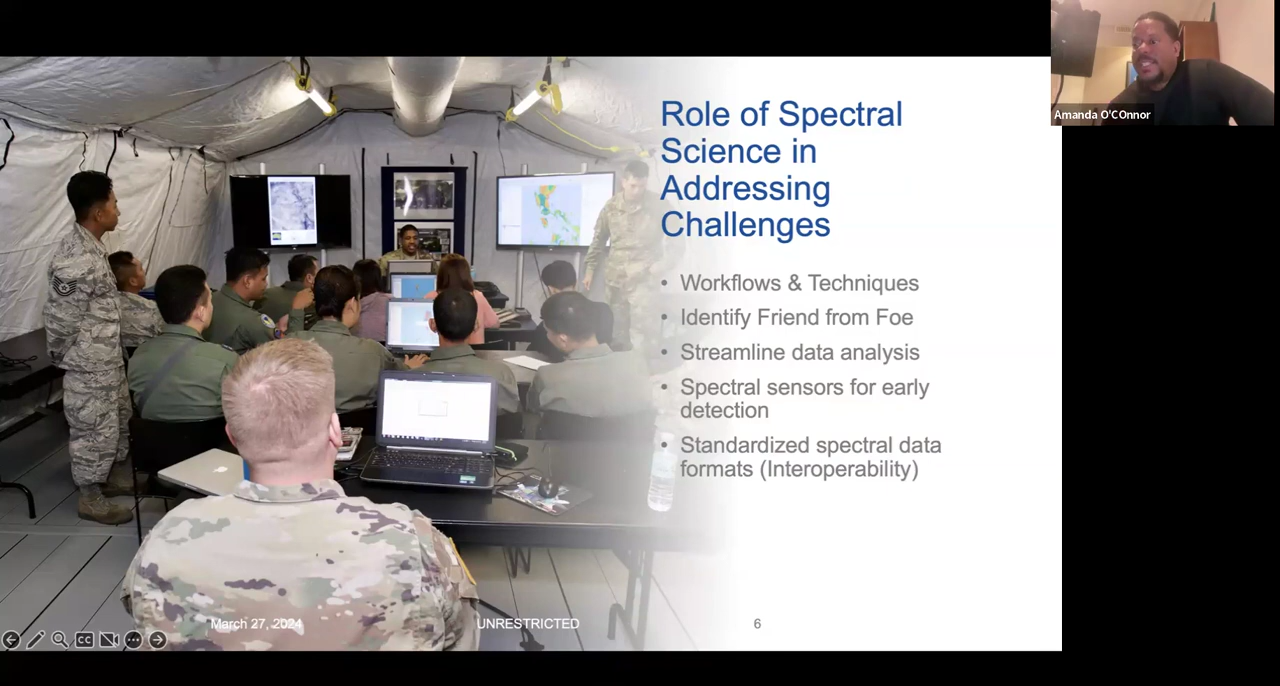 Amanda O'COnnor
Role of Spectral
Science in
Addressing
Challenges
• Workflows & Techniques
• Identify Friend from Foe
• Streamline data analysis
• Spectral sensors for early
detection
• Standardized spectral data
formats (Interoperability)
March 27, 2024
UNRESTRICTED
6
CC